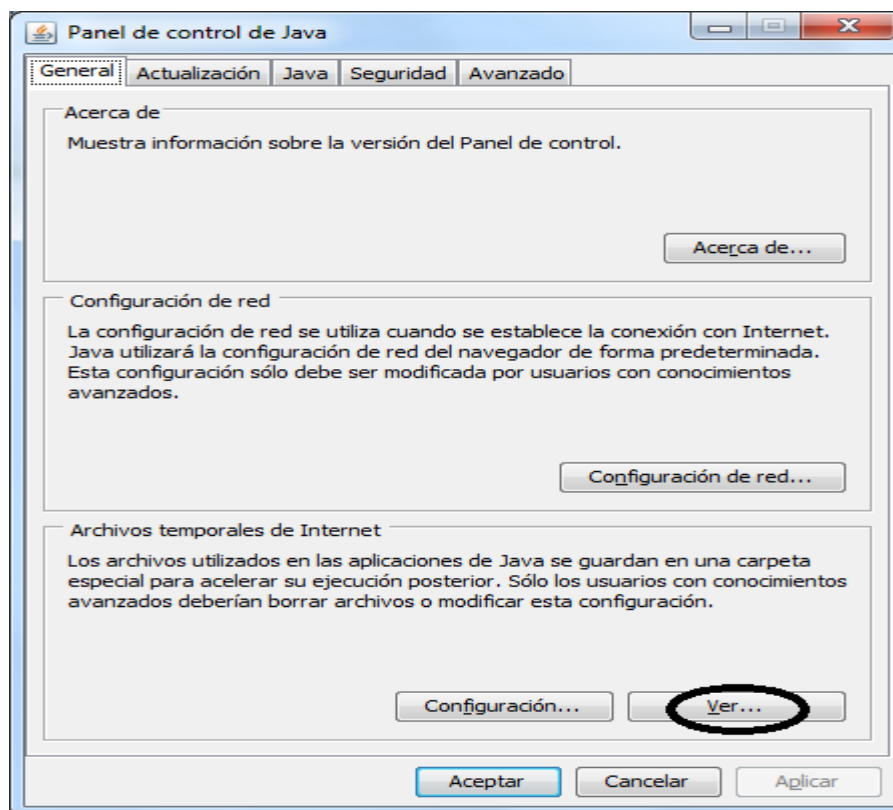 Panel de control de Java
General Actualización Java Seguridad Avanzado
Acerca de
Muestra información sobre la versión del Panel de control.
Acerca de...
Configuración de red
La configuración de red se utiliza cuando se establece la conexión con Internet.
Java utilizará la configuración de red del navegador de forma predeterminada.
Esta configuración sólo debe ser modificada por usuarios con conocimientos
avanzados.
Configuración de red...
Archivos temporales de Internet
Los archivos utilizados en las aplicaciones de Java se guardan en una carpeta
especial para acelerar su ejecución posterior. Sólo los usuarios con conocimientos
avanzados deberían borrar archivos o modificar esta configuración.
Configuración... Ver...
Aceptar Cancelar Aplicar